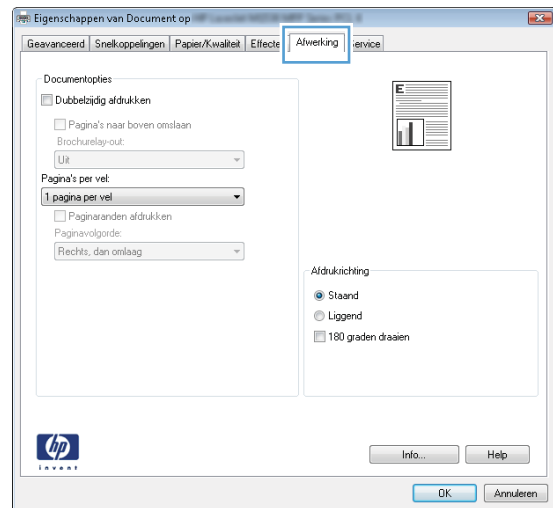 Eigenschappen van Document op
Geavanceerd Snelkoppelingen Papier/Kwaliteit Effecte Afwerking ervice
Documentopties
Dubbelzijdig afdrukken
Pagina's naar boven omslaan
Brochurelay-out:
Uit
Pagina's per vel:
1 pagina per vel
Paginaranden afdrukken
Paginavolgorde:
Rechts, dan omlaag
E
Afdrukrichting
Staand
Liggend
180 graden draaien
hp
invent
Info... Help
OK Annuleren